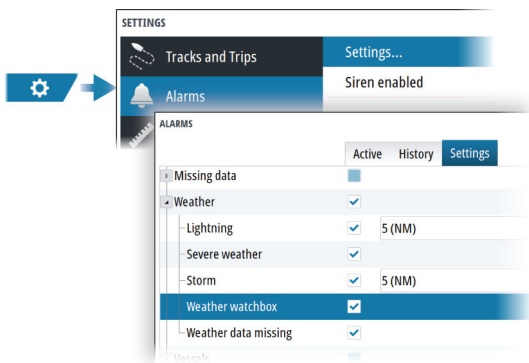 SETTINGS
Tracks and Trips
Settings...
Alarms
Siren enabled
ALARMS
Active History Settings
Missing data
Weather
Lightning 5 (NM)
Severe weather
Storm 5 (NM)
Weather watchbox
Weather data missing
Vessels